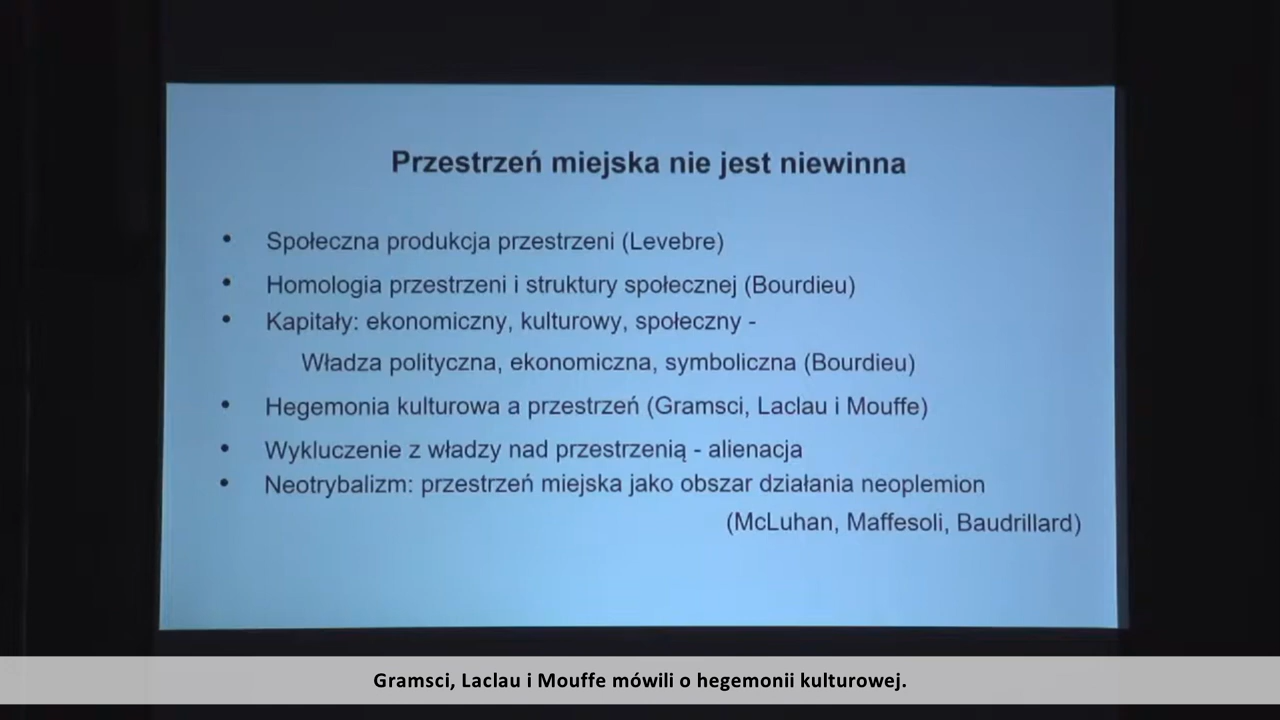 Przestrzeń miejska nie jest niewinna
• Społeczna produkcja przestrzeni (Levebre)
• Homologia przestrzeni i struktury społecznej (Bourdieu)
• Kapitały: ekonomiczny, kulturowy, społeczny -
Władza polityczna, ekonomiczna, symboliczna (Bourdieu)
• Hegemonia kulturowa a przestrzeń (Gramsci, Laclau i Mouffe)
• Wykluczenie z władzy nad przestrzenią - alienacja
• Neotrybalizm: przestrzeń miejska jako obszar działania neoplemion
(McLuhan, Maffesoli, Baudrillard)
Gramsci, Laclau i Mouffe mówili o hegemonii kulturowej.